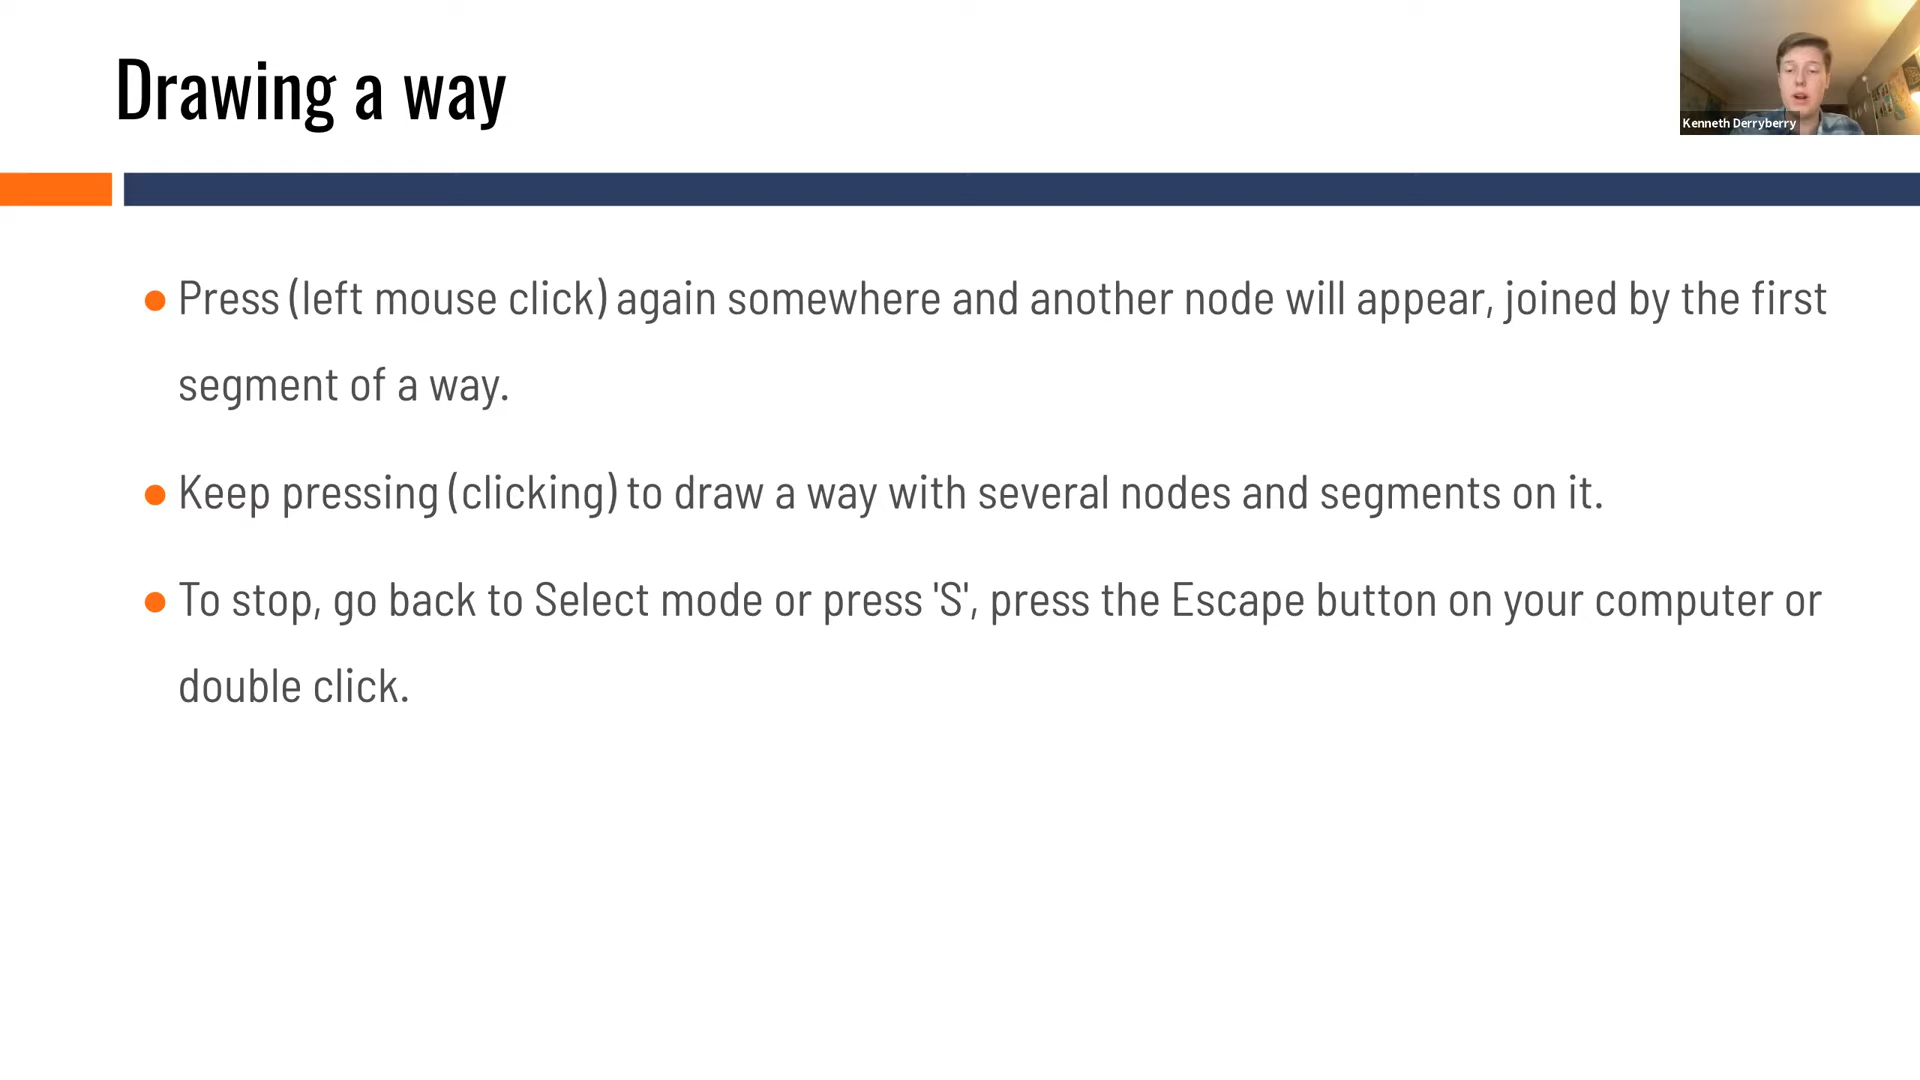 Drawing a way
Kenneth Derryberry
● Press (left mouse click) again somewhere and another node will appear, joined by the first
segment of a way.
● Keep pressing (clicking) to draw a way with several nodes and segments on it.
● To stop, go back to Select mode or press 'S', press the Escape button on your computer or
double click.